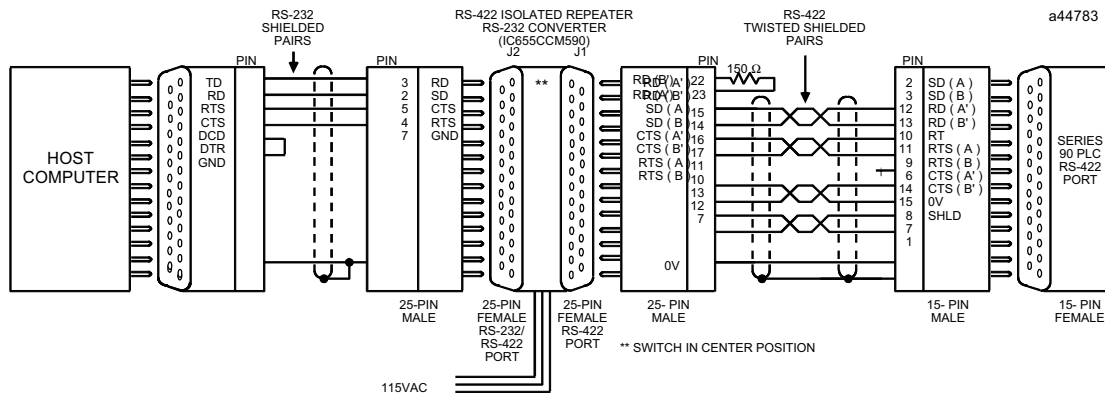 a44783
RS-232
SHIELDED
PAIRS
RS-422 ISOLATED REPEATER
RS-232 CONVERTER
(IC655CCM590)
J2
J1
RS-422
TWISTED SHIELDED
PAIRS
HOST
COMPUTER
PIN
TD
RD
RTS
CTS
DCD
DTR
GND
PIN
3 RD
2 SD
5 CTS
4 RTS
7 GND
25-PIN
MALE
**
25-PIN
FEMALE
RS-232/
RS-422
PORT
25-PIN
FEMALE
RS-422
PORT
115VAC
PIN
RD (B')
RD (A')
RD (A')
RD (B')
SD ( A )
SD ( B
CTS ( A')
CTS ( B')
RTS ( A
RTS ( B
0V
22
23
15
14
16
17
11
10
13
12
7
150 Ω
25- PIN
MALE
** SWITCH IN CENTER POSITION
PIN
2 SD ( A )
3 SD ( B )
12 RD ( A' )
13 RD ( B' )
10 RT
11 RTS ( A )
9 RTS ( B )
6 CTS ( A' )
14 CTS ( B' )
15 0V
8 SHLD
7
1
1
15- PIN
MALE
SERIES
90 PLC
RS-422
PORT
15- PIN
FEMALE